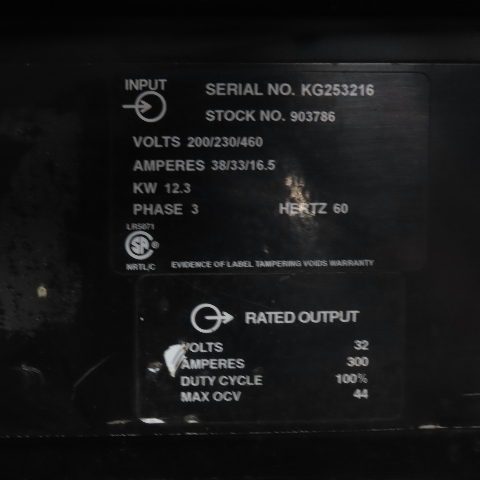 INPUT
SERIAL NO. KG253216
STOCK NO. 903786
VOLTS 200/230/460
AMPERES 38/33/16.5
KW 12.3
PHASE 3 HERTZ 60
LR5071
SA®
NRTL/C EVIDENCE OF LABEL TAMPERING VOIDS WARRANTY
RATED OUTPUT
VOLTS 32
AMPERES 300
DUTY CYCLE 100%
MAX OCV 44